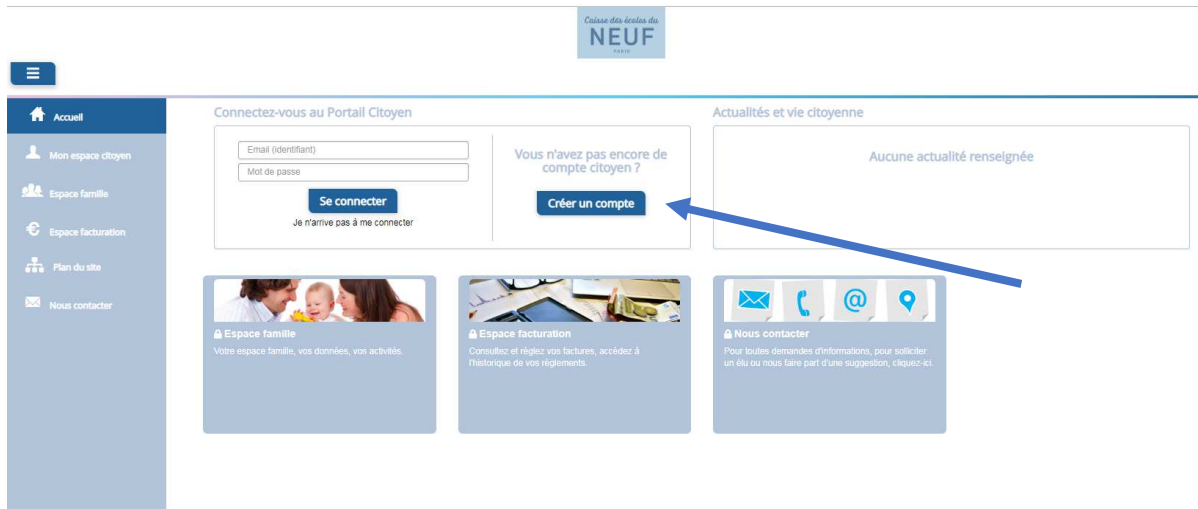 Caisse des écoles du
NEUF
PARIS
Accueil
Mon espace citoyen
Espace famille
Espace facturation
Plan du site
Nous contacter
Connectez-vous au Portail Citoyen
Email (identifiant)
Mot de passe
Se connecter
Je n'arrive pas à me connecter
Vous n'avez pas encore de
compte citoyen ?
Créer un compte
Actualités et vie citoyenne
Aucune actualité renseignée
Espace famille
Votre espace famille, vos données, vos activités.
Espace facturation
Consultez et réglez vos factures, accédez à
l'historique de vos règlements.
Nous contacter
Pour toutes demandes d'informations, pour solliciter
un élu ou nous faire part d'une suggestion, cliquez-ici.